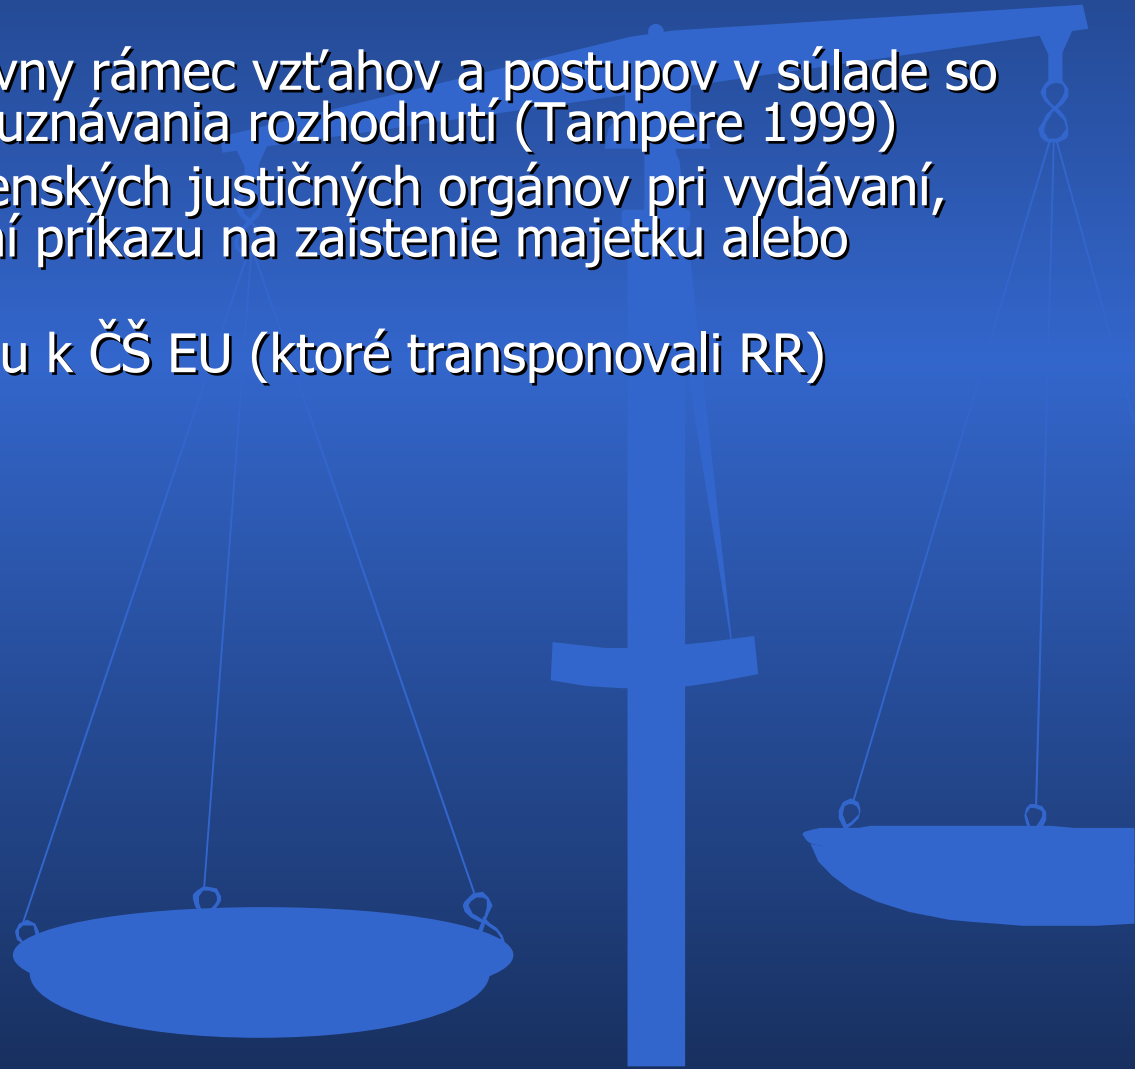 vny rámec vzťahov a postupov v súlade so
uznávania rozhodnutí (Tampere 1999)
enských justičných orgánov pri vydávaní,
ní príkazu na zaistenie majetku alebo
u k ČŠ EU (ktoré transponovali RR)